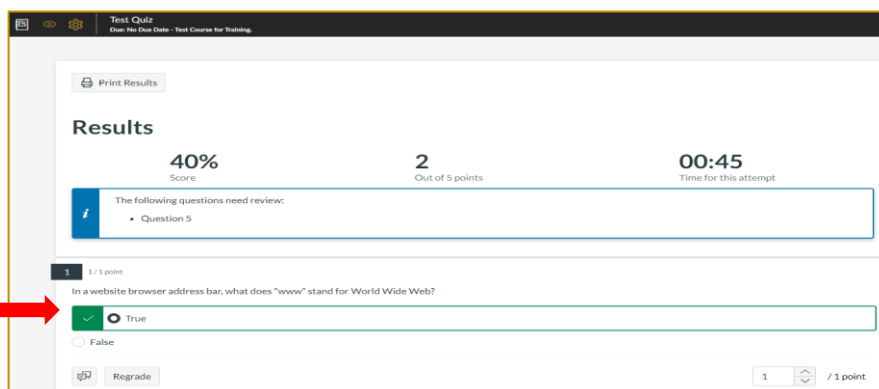 Test Quiz
Due: No Due Date - Test Course for Training.
Print Results
Results
40% 2 00:45
Score Out of 5 points Time for this attempt
The following questions need review:
• Question 5
1 1 / 1 point
In a website browser address bar, what does "www" stand for World Wide Web?
True
False
Regrade 1 / 1 point